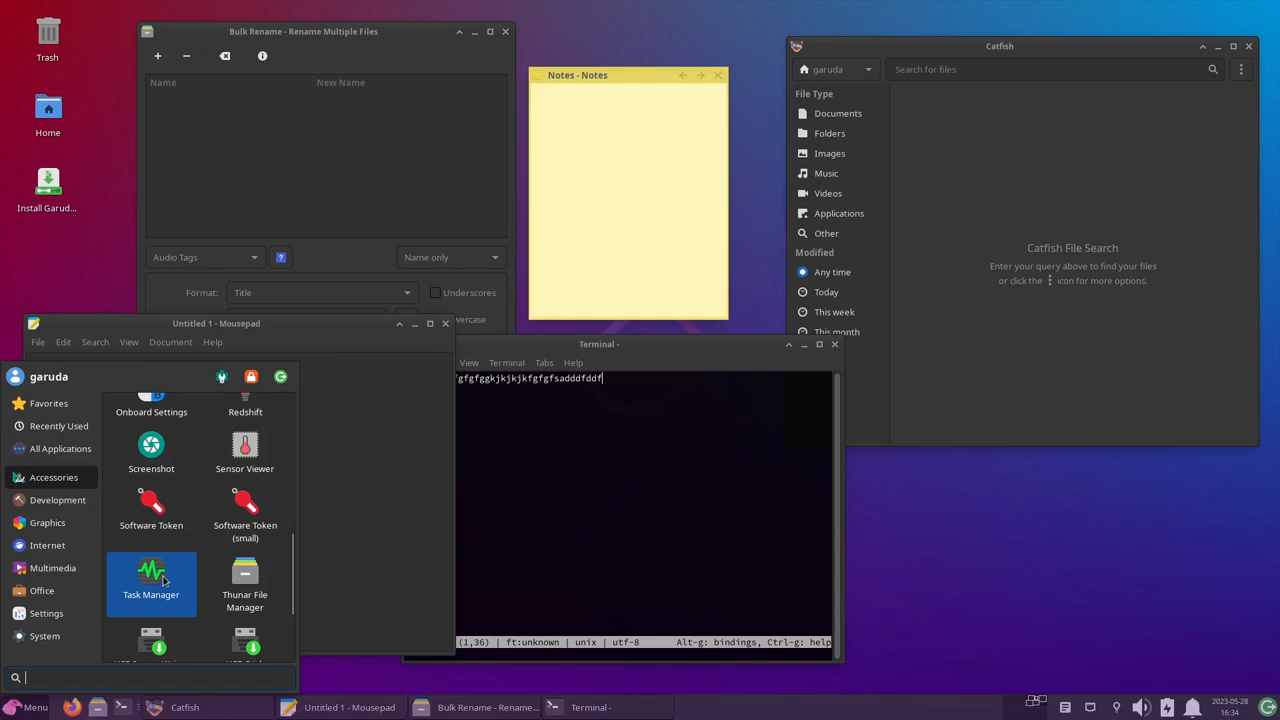 Trash
Home
Install Garud...
Bulk Rename - Rename Multiple Files
Name
New Name
Audio Tags
?
Name only
Format:
Title
Underscores
Notes - Notes
Catfish
garuda
Search for files
File Type
Documents
Folders
Images
Music
Videos
Applications
Other
Modified
Any time
Today
This week
This month
Catfish File Search
Enter your query above to find your files
or click the icon for more options.
Untitled 1 - Mousepad
File Edit Search View Document Help
Terminal -
View Terminal Tabs Help
gfgfggkjkjkjkfgfgfsadddfddf
(1,36) | ft:unknown | unix | utf-8
Alt-g: bindings, Ctrl-g: help
garuda
Favorites
Recently Used
All Applications
Accessories
Development
Graphics
Internet
Multimedia
Office
Settings
System
Onboard Settings
Redshift
Screenshot
Sensor Viewer
Software Token
Software Token
(small)
Task Manager
Thunar File
Manager
Menu
Catfish
Untitled 1 - Mousepad
Bulk Rename - Rename...
Terminal -
2023-05-28
16:34